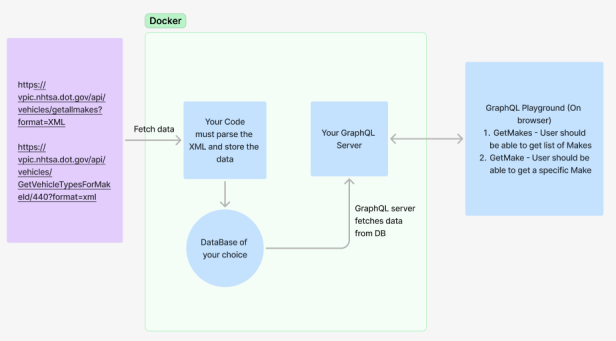 Docker
https://
vpic.nhtsa.dot.gov/api/
vehicles/getallmakes?
format=XML
https://
vpic.nhtsa.dot.gov/api/
vehicles/
GetVehicleTypesForMak
eId/440?format=xml
Fetch data
Your Code
must parse the
XML and store the
data
Your GraphQL
Server
GraphQL Playground (On
browser)
1. GetMakes - User should
be able to get list of Makes
2. GetMake - User should be
able to get a specific Make
GraphQL server
fetches data
from DB
DataBase of
your choice